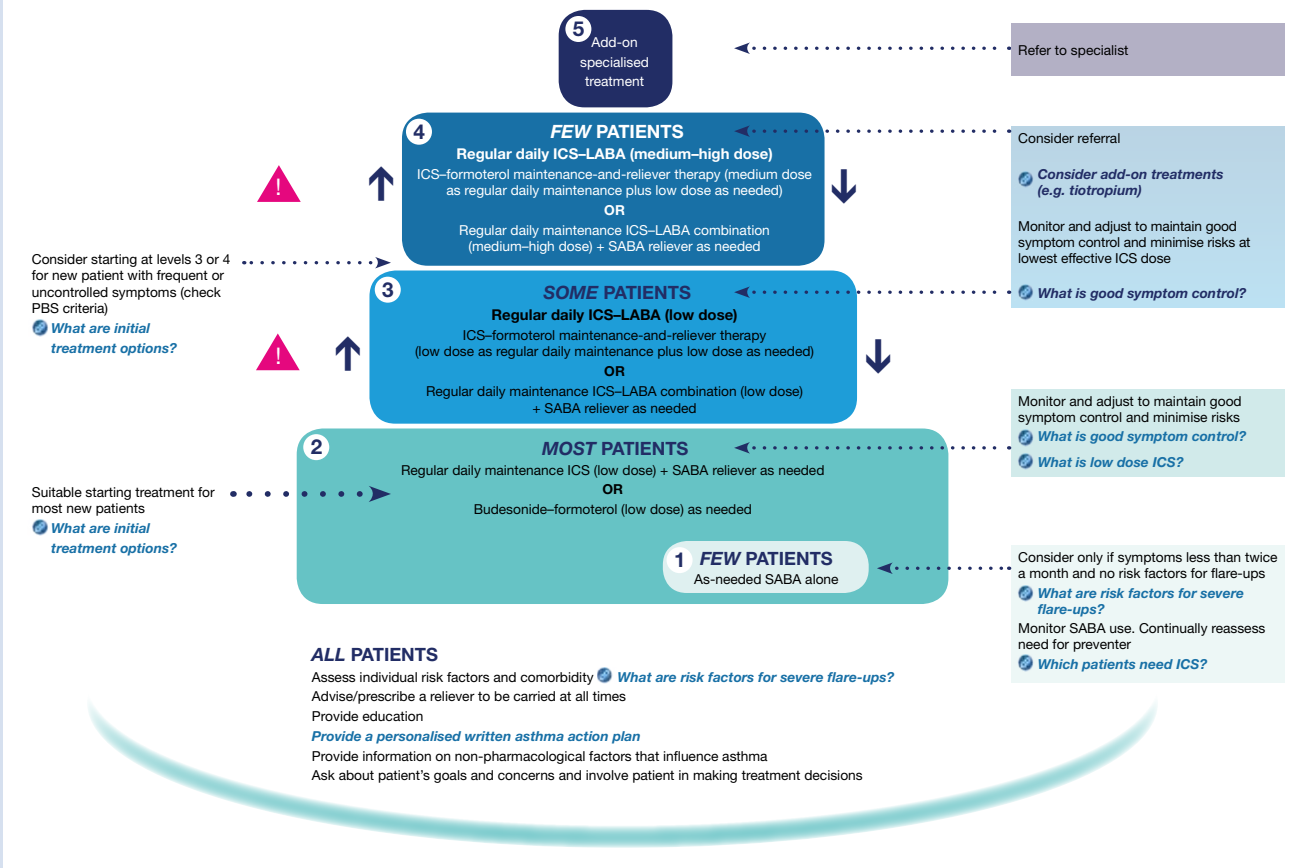 5
Add-on
specialised
treatment
Refer to specialist
4
FEW PATIENTS
Regular daily ICS–LABA (medium–high dose)
ICS–formoterol maintenance-and-reliever therapy (medium dose
as regular daily maintenance plus low dose as needed)
OR
Regular daily maintenance ICS–LABA combination
(medium–high dose) + SABA reliever as needed
!
Consider referral
Consider add-on treatments
(e.g. tiotropium)
Monitor and adjust to maintain good
symptom control and minimise risks at
lowest effective ICS dose
What is good symptom control?
Consider starting at levels 3 or 4
for new patient with frequent or
uncontrolled symptoms (check
PBS criteria)
What are initial
treatment options?
!
3
SOME PATIENTS
Regular daily ICS–LABA (low dose)
ICS–formoterol maintenance-and-reliever therapy
(low dose as regular daily maintenance plus low dose as needed)
OR
Regular daily maintenance ICS–LABA combination (low dose)
+ SABA reliever as needed
2
MOST PATIENTS
Regular daily maintenance ICS (low dose) + SABA reliever as needed
OR
Budesonide–formoterol (low dose) as needed
Monitor and adjust to maintain good
symptom control and minimise risks
What is good symptom control?
What is low dose ICS?
Suitable starting treatment for
most new patients
What are initial
treatment options?
1
FEW PATIENTS
As-needed SABA alone
Consider only if symptoms less than twice
a month and no risk factors for flare-ups
What are risk factors for severe
flare-ups?
Monitor SABA use. Continually reassess
need for preventer
Which patients need ICS?
ALL PATIENTS
Assess individual risk factors and comorbidity What are risk factors for severe flare-ups?
Advise/prescribe a reliever to be carried at all times
Provide education
Provide a personalised written asthma action plan
Provide information on non-pharmacological factors that influence asthma
Ask about patient's goals and concerns and involve patient in making treatment decisions